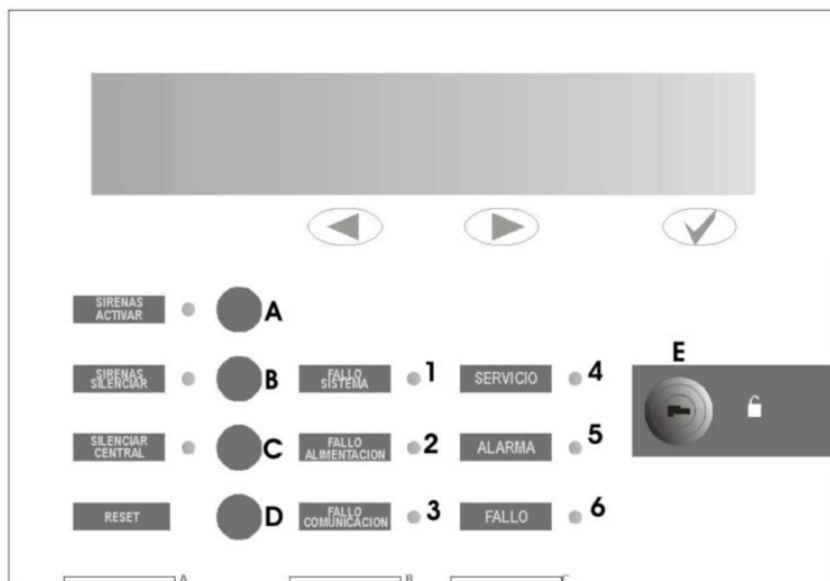 SIRENAS
ACTIVAR
A
E
SIRENAS
SILENCIAR
B
FALLO
SISTEMA
1
SERVICIO
4
SILENCIAR
CENTRAL
C
FALLO
ALIMENTACION
2
ALARMA
5
RESET
D
FALLO
COMUNICACION
3
FALLO
6
A
B